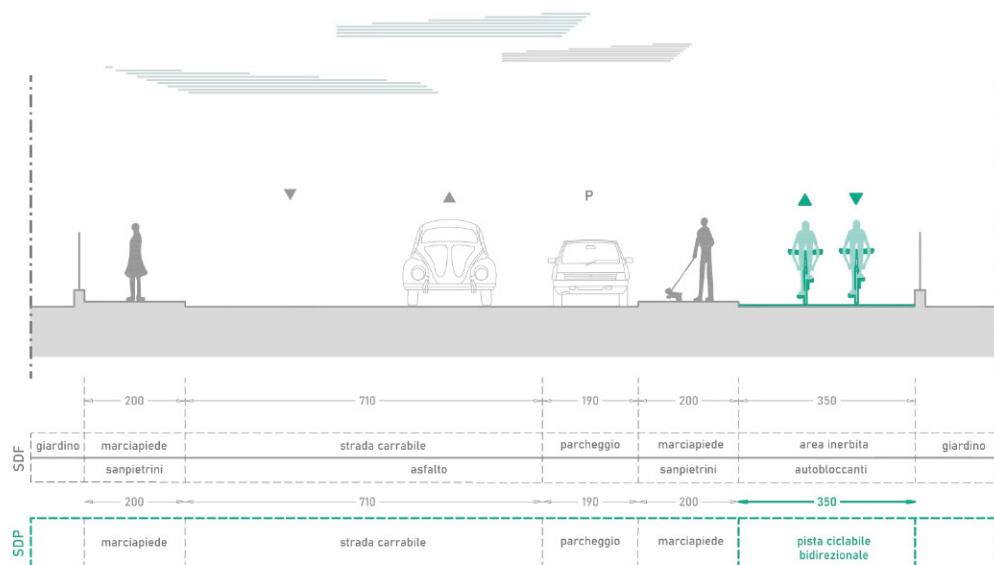 P
200 710 190 200 350
SDF
giardino marciapiede strada carrabile parcheggio marciapiede area inerbita giardino
sanpietrini asfalto sanpietrini autobloccanti
200 710 190 200 350
SDP
marciapiede strada carrabile parcheggio marciapiede pista ciclabile
bidirezionale